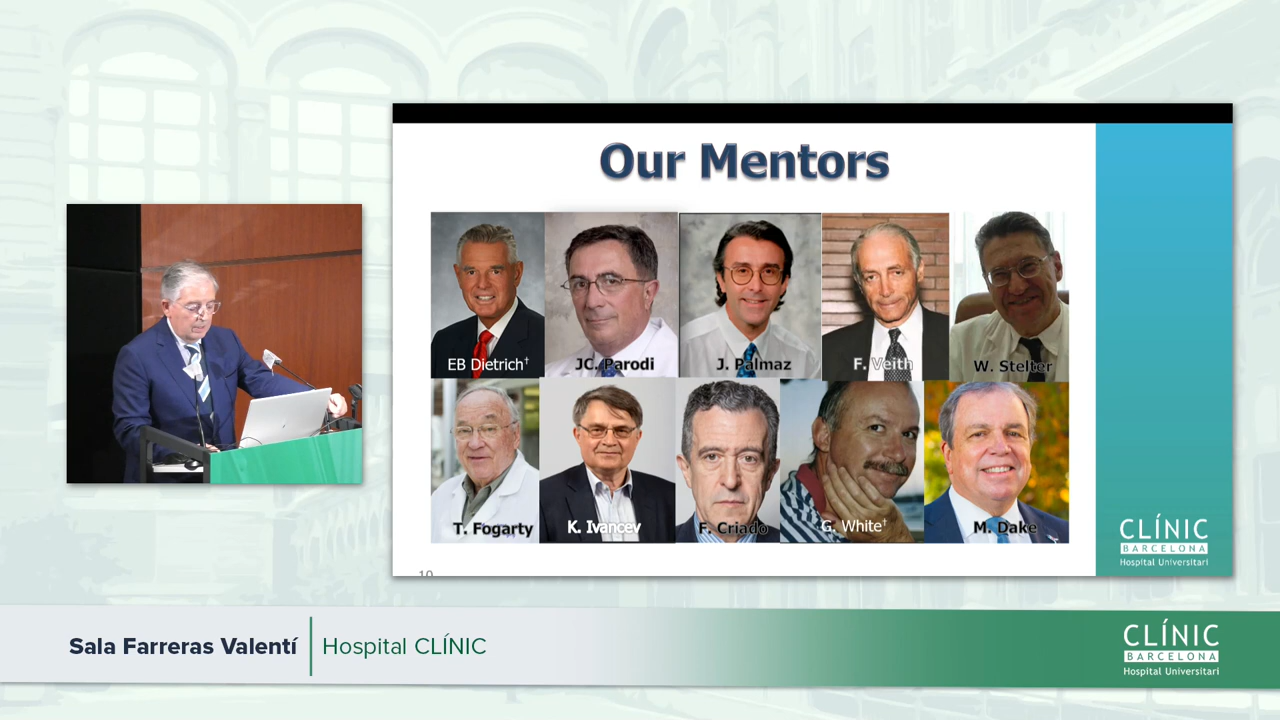 Our Mentors
EB Dietrich†
JC. Parodi
J. Palmaz
F. Veith
W. Stelter
T. Fogarty
K. Ivancev
F. Criado
G. White†
M. Dake
CLÍNIC
BARCELONA
Hospital Universitari
10
Sala Farreras Valentí
Hospital CLÍNIC
CLÍNIC
BARCELONA
Hospital Universitari